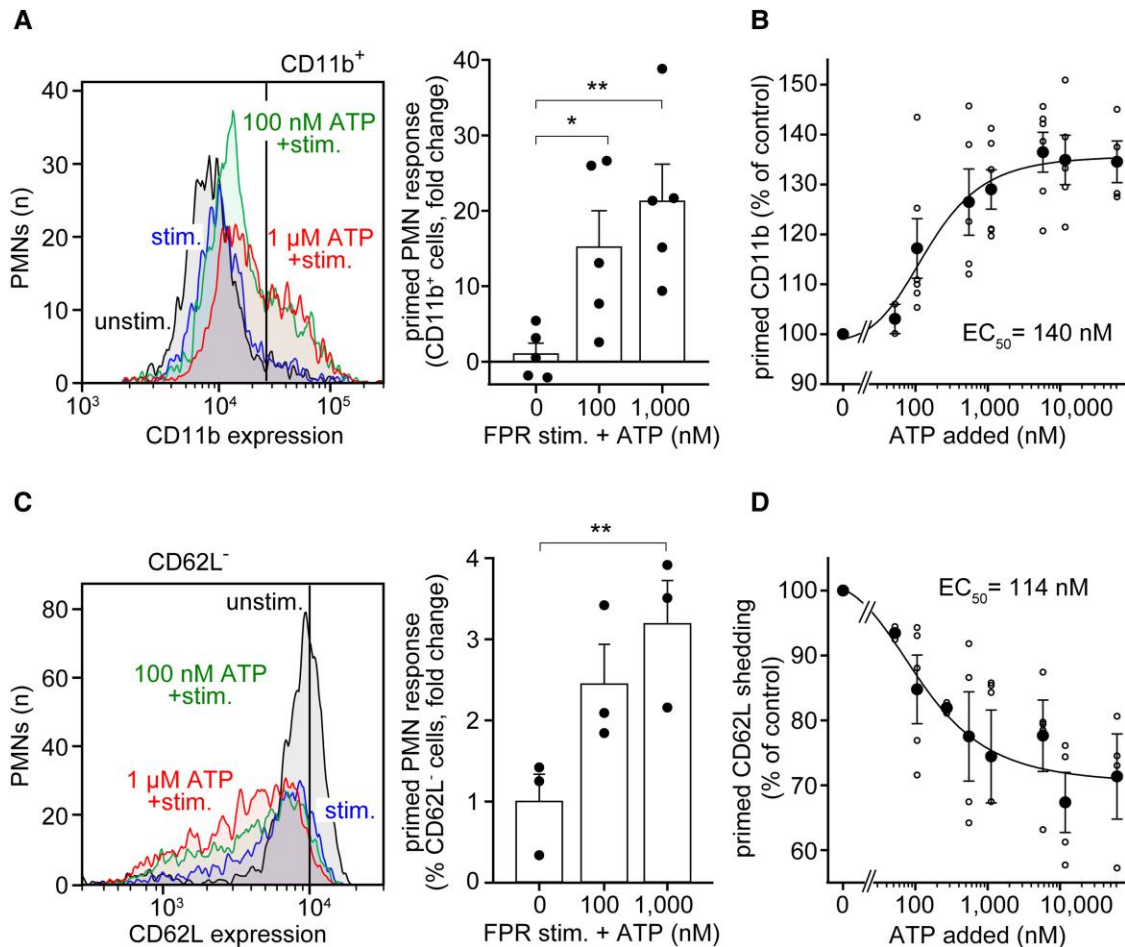 A
CD11b⁺
PMNs (n)
40
30
20
10
0
100 nM ATP
+stim.
stim.
1 µM ATP
+stim.
unstim.
10³
10⁴
10⁵
CD11b expression
primed PMN response
(CD11b⁺ cells, fold change)
40
30
20
10
0
**
*
0
100
1,000
FPR stim. + ATP (nM)
B
primed CD11b (% of control)
150
140
130
120
110
100
90
EC₅₀= 140 nM
0
100
1,000
10,000
ATP added (nM)
C
CD62L⁻
PMNs (n)
80
60
40
20
0
unstim.
100 nM ATP
+stim.
1 µM ATP
+stim.
stim.
10³
10⁴
CD62L expression
primed PMN response
(% CD62L⁻ cells, fold change)
4
3
2
1
0
**
0
100
1,000
FPR stim. + ATP (nM)
D
primed CD62L shedding
(% of control)
100
90
80
70
60
EC₅₀= 114 nM
0
100
1,000
10,000
ATP added (nM)